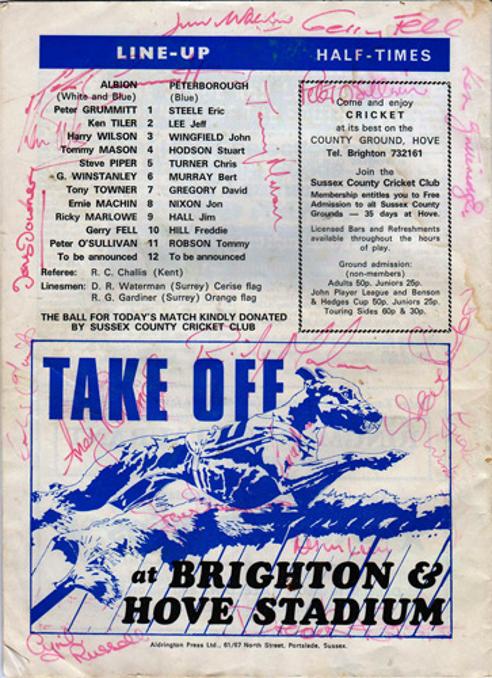 LINE-UP HALF-TIMES
ALBION PETERBOROUGH
(White and Blue) (Blue)
Peter GRUMMITT 1 STEELE Eric
Ken TILER 2 LEE Jeff
Harry WILSON 3 WINGFIELD John
Tommy MASON 4 HODSON Stuart
Steve PIPER 5 TURNER Chris
G. WINSTANLEY 6 MURRAY Bert
Tony TOWNER 7 GREGORY David
Ernie MACHIN 8 NIXON Jon
Ricky MARLOWE 9 HALL Jim
Gerry FELL 10 HILL Freddie
Peter O'SULLIVAN 11 ROBSON Tommy
To be announced 12 To be announced
Referee: R. C. Challis (Kent)
Linesmen: D. R. Waterman (Surrey) Cerise flag
R. G. Gardiner (Surrey) Orange flag
THE BALL FOR TODAY'S MATCH KINDLY DONATED
BY SUSSEX COUNTY CRICKET CLUB
Come and enjoy
CRICKET
at its best on the
COUNTY GROUND, HOVE
Tel. Brighton 732161
Join the
Sussex County Cricket Club
Membership entitles you to Free
Admission to all Sussex County
Grounds — 35 days at Hove.
Licensed Bars and Refreshments
available throughout the hours
of play.
Ground admission:
(non-members)
Adults 50p. Juniors 25p.
John Player League and Benson
& Hedges Cup 50p. Juniors 25p.
Touring Sides 60p & 30p.
Gerry Fell
TAKE OFF
at BRIGHTON &
HOVE STADIUM
Cyril Russell
Aldrington Press Ltd., 61/67 North Street, Portslade, Sussex.